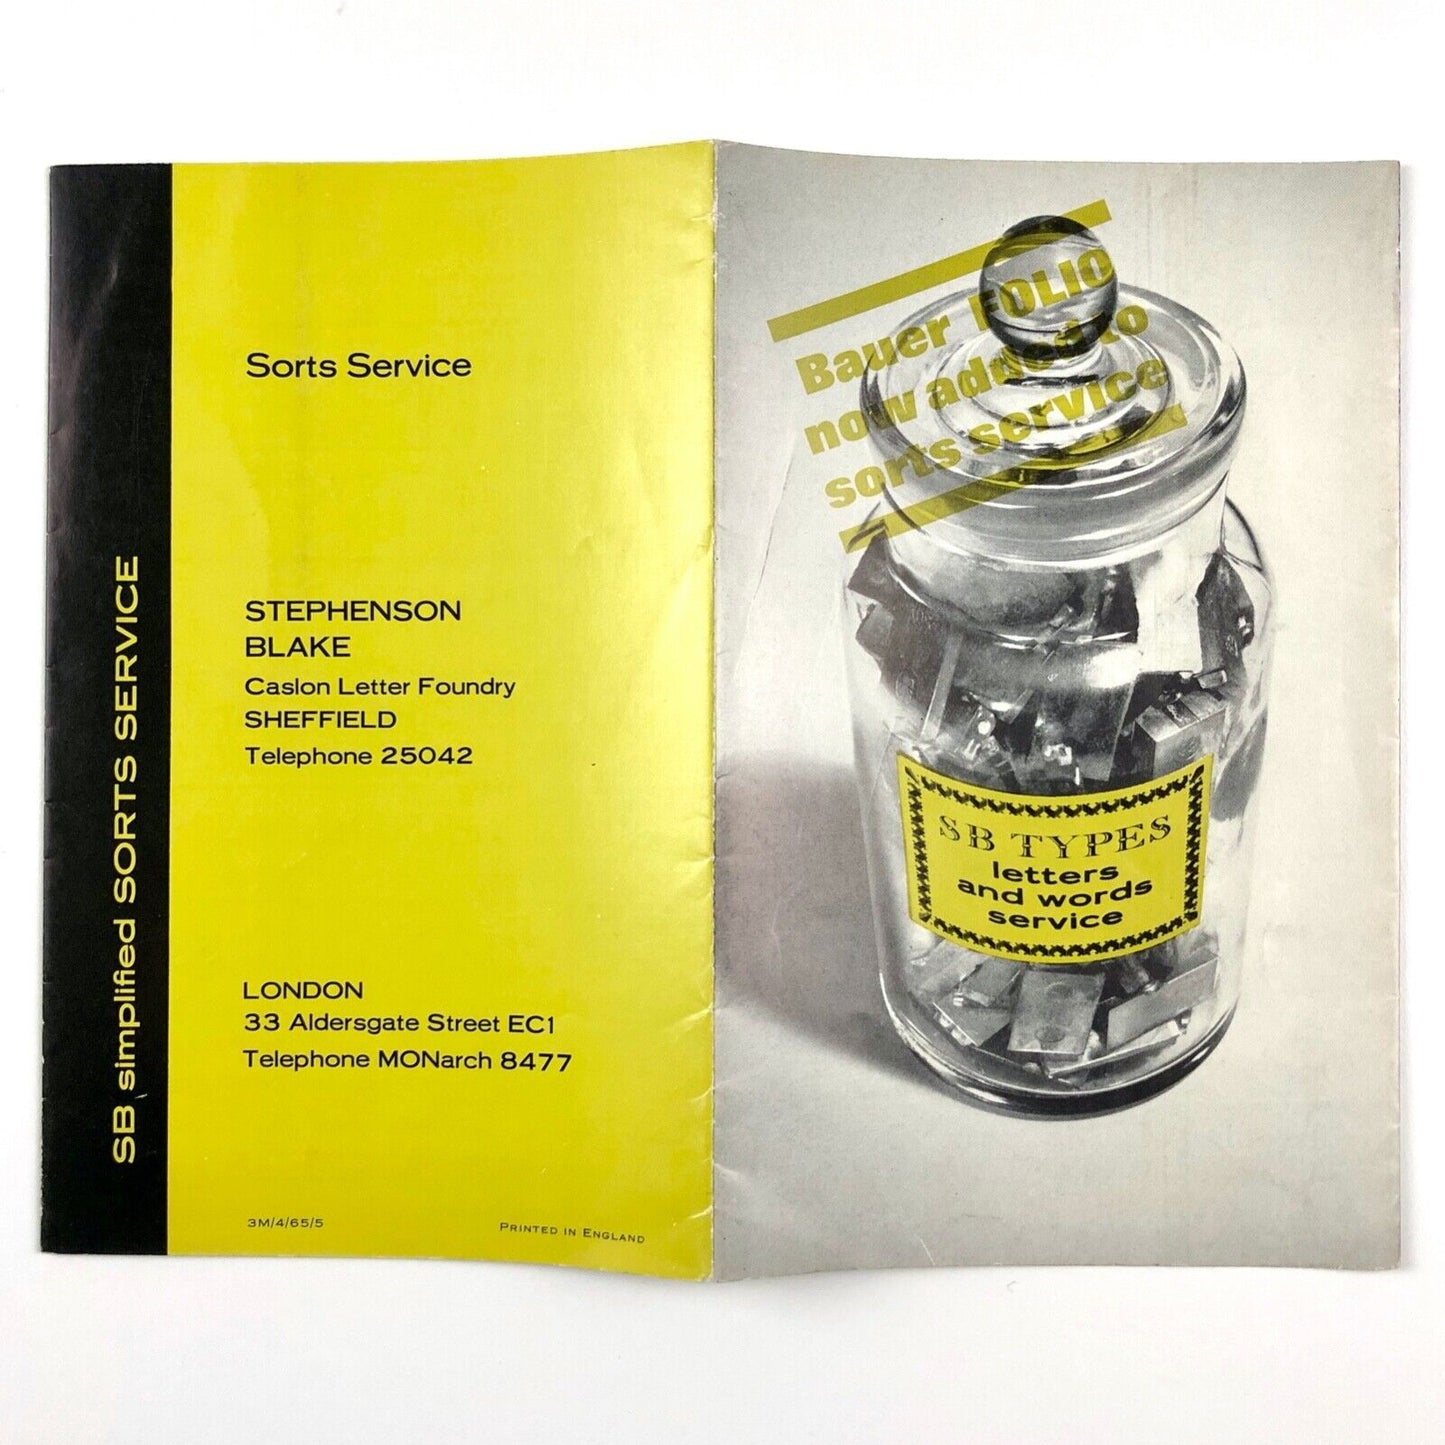 SB simplified SORTS SERVICE
Sorts Service
STEPHENSON
BLAKE
Caslon Letter Foundry
SHEFFIELD
Telephone 25042
LONDON
33 Aldersgate Street EC1
Telephone MONarch 8477
3M/4/65/5
PRINTED IN ENGLAND
Bauer FOLIO
now added to
sorts service
SB TYPES
letters
and words
service